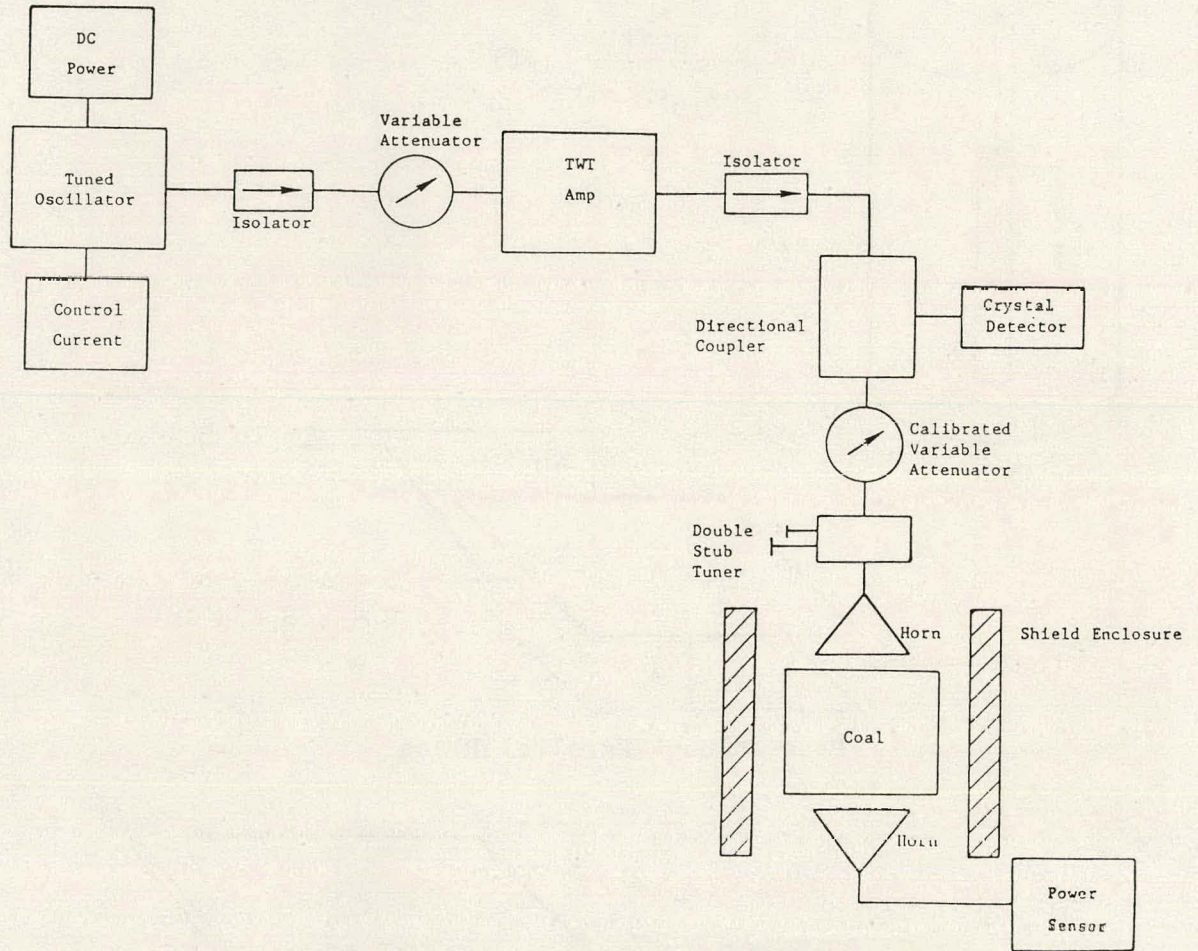 DC
Power
Tuned
Oscillator
Control
Current
Isolator
Variable
Attenuator
TWT
Amp
Isolator
Directional
Coupler
Crystal
Detector
Calibrated
Variable
Attenuator
Double
Stub
Tuner
Horn
Shield Enclosure
Coal
Horn
Power
Sensor